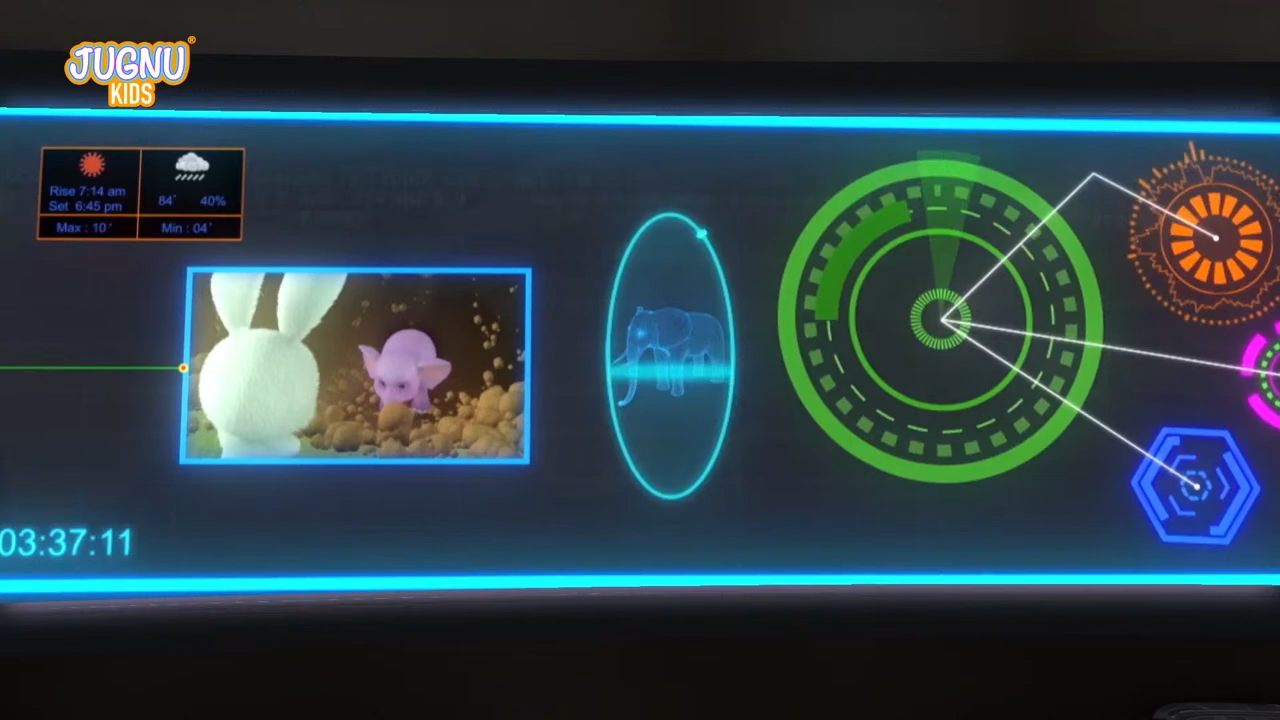 JUGNU®
KIDS
Rise 7:14 am
Set 6:45 pm
84° 40%
Max : 10°
Min : 04°
03:37:11